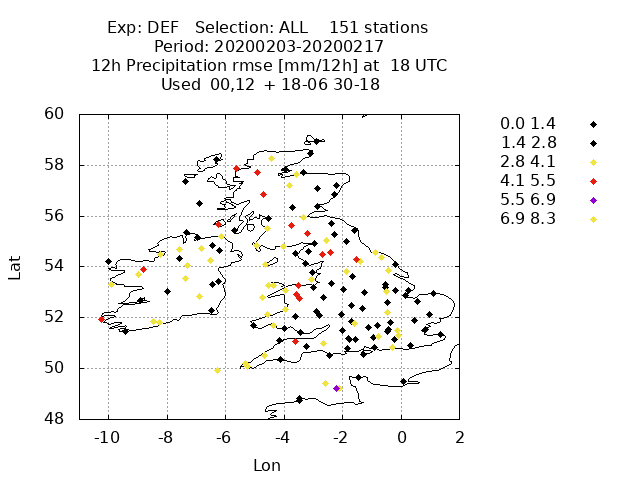 Exp: DEF Selection: ALL 151 stations
Period: 20200203-20200217
12h Precipitation rmse [mm/12h] at 18 UTC
Used 00,12 + 18-06 30-18
60
58
56
54
52
50
48
-10 -8 -6 -4 -2 0 2
Lat
Lon
0.0 1.4
1.4 2.8
2.8 4.1
4.1 5.5
5.5 6.9
6.9 8.3